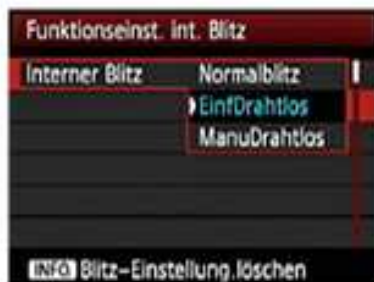 Funktionseinst. int. Blitz
Interner Blitz Normalblitz
EinfDrahtlos
ManuDrahtlos
INFO Blitz-Einstellung.löschen